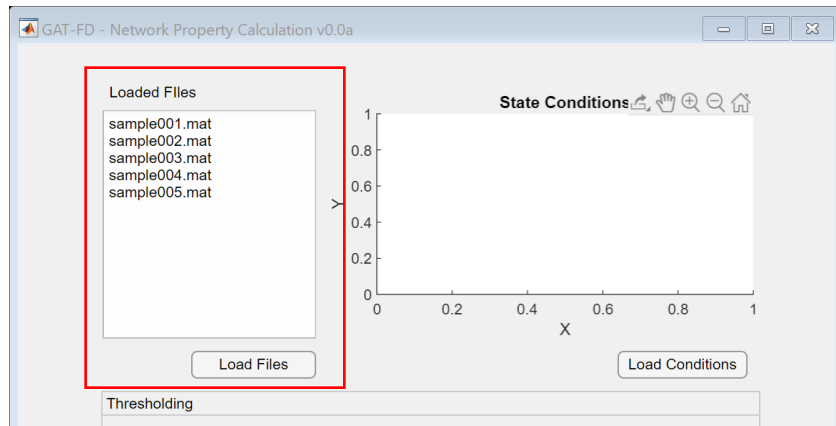 GAT-FD - Network Property Calculation v0.0a
Loaded FIles
sample001.mat
sample002.mat
sample003.mat
sample004.mat
sample005.mat
Load Files
State Conditions
1
0.8
0.6
0.4
0.2
0
Y
0 0.2 0.4 0.6 0.8 1
X
Load Conditions
Thresholding